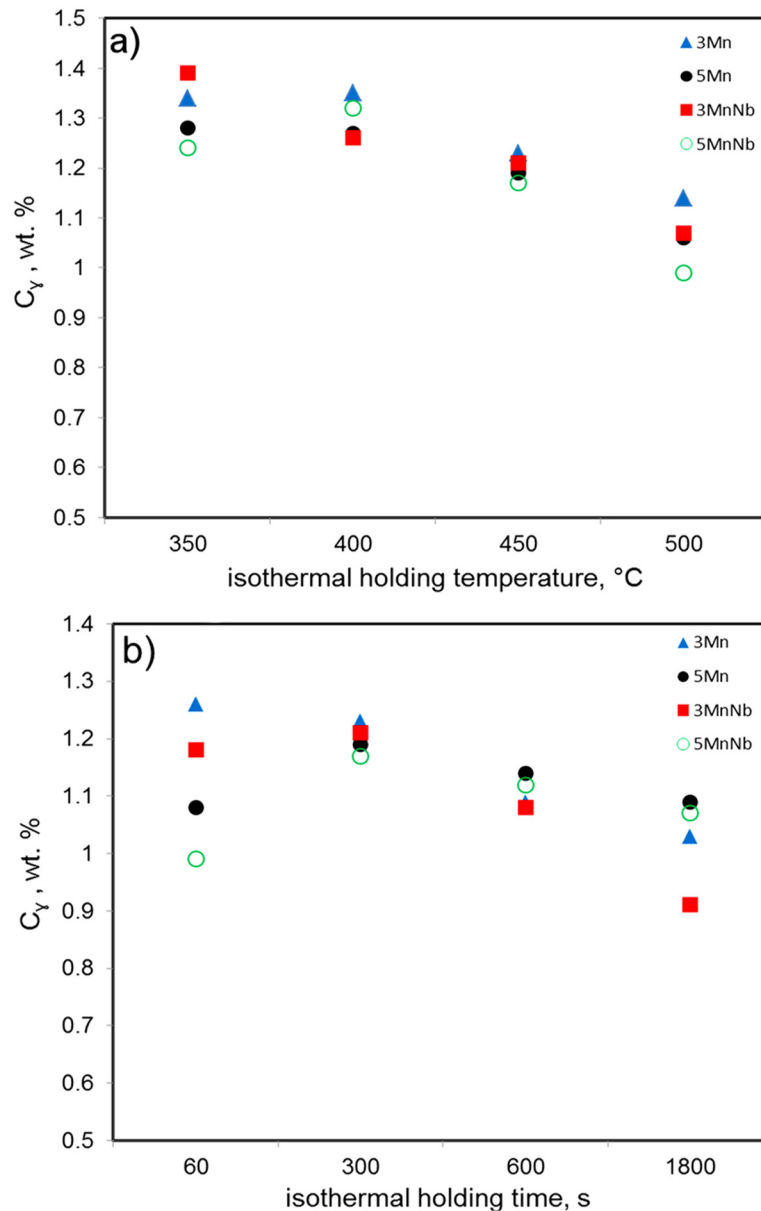 a)
1.5
1.4
1.3
1.2
1.1
1
0.9
0.8
0.7
0.6
0.5
Cγ , wt. %
3Mn
5Mn
3MnNb
5MnNb
350 400 450 500
isothermal holding temperature, °C
b)
1.4
1.3
1.2
1.1
1
0.9
0.8
0.7
0.6
0.5
Cγ , wt. %
3Mn
5Mn
3MnNb
5MnNb
60 300 600 1800
isothermal holding time, s